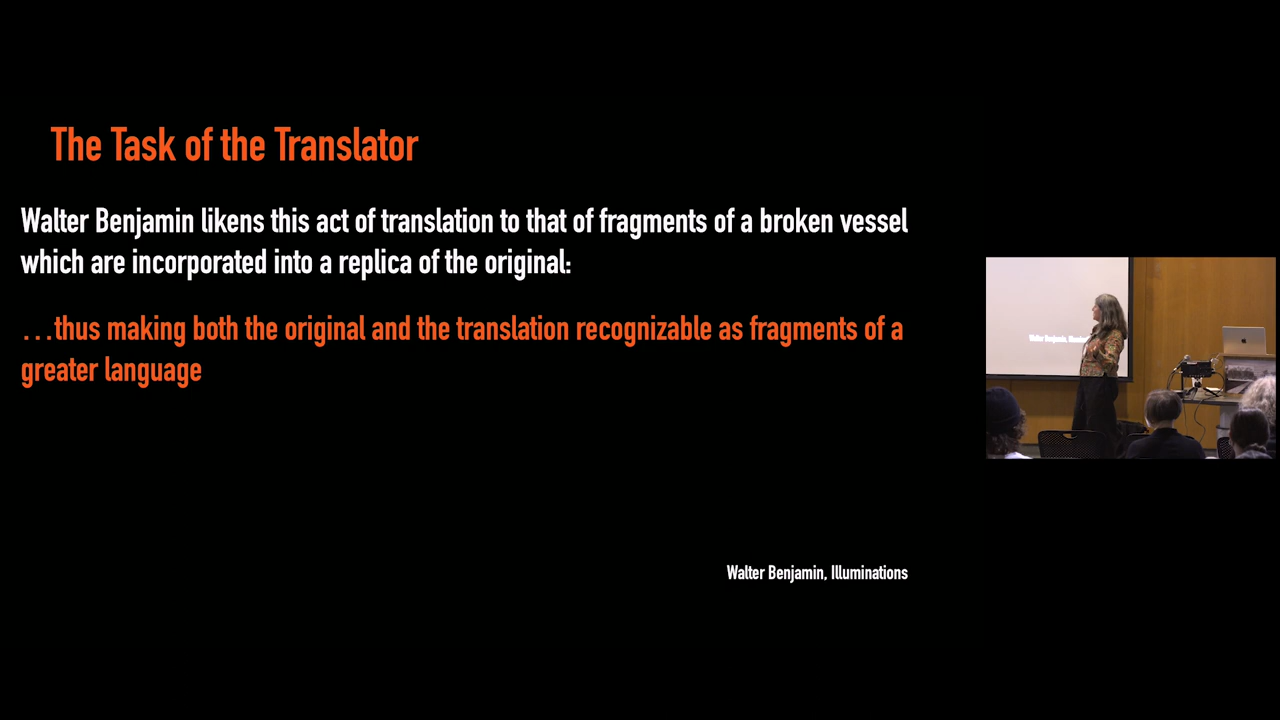 The Task of the Translator
Walter Benjamin likens this act of translation to that of fragments of a broken vessel
which are incorporated into a replica of the original:
...thus making both the original and the translation recognizable as fragments of a
greater language
Walter Benjamin, Illuminations
Walter Benjamin,